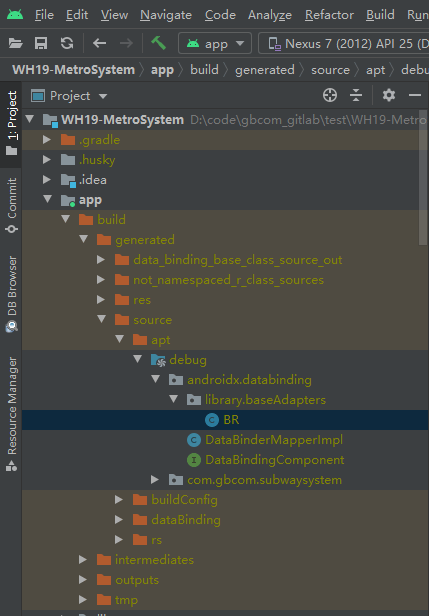 File Edit View Navigate Code Analyze Refactor Build Run
app Nexus 7 (2012) API 25 (D
WH19-MetroSystem app build generated source apt debu
1: Project
Commit
DB Browser
Resource Manager
Project
WH19-MetroSystem D:\code\gbcom_gitlab\test\WH19-Metro
.gradle
.husky
.idea
app
build
generated
data_binding_base_class_source_out
not_namespaced_r_class_sources
res
source
apt
debug
androidx.databinding
library.baseAdapters
BR
DataBinderMapperImpl
DataBindingComponent
com.gbcom.subwaysystem
buildConfig
dataBinding
rs
intermediates
outputs
tmp